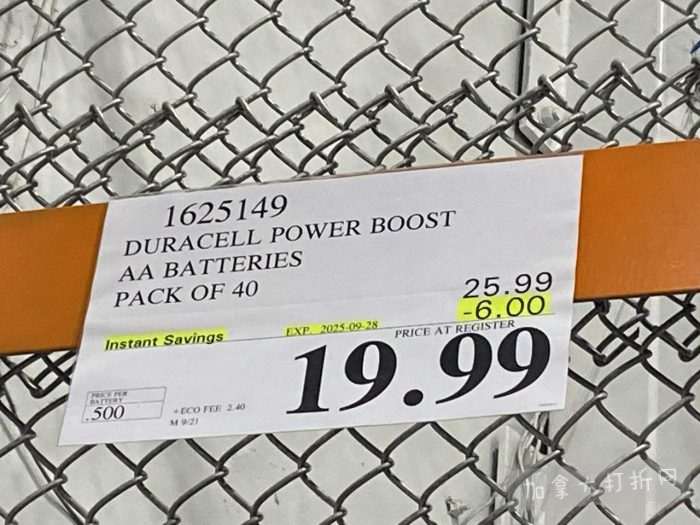 1625149
DURACELL POWER BOOST
AA BATTERIES
PACK OF 40
25.99
-6.00
Instant Savings
EXP. 2025-09-28
PRICE AT REGISTER
19.99
PRICE PER
BATTERY
.500
+ECO FEE 2.40
M 9/21
加拿大打折网